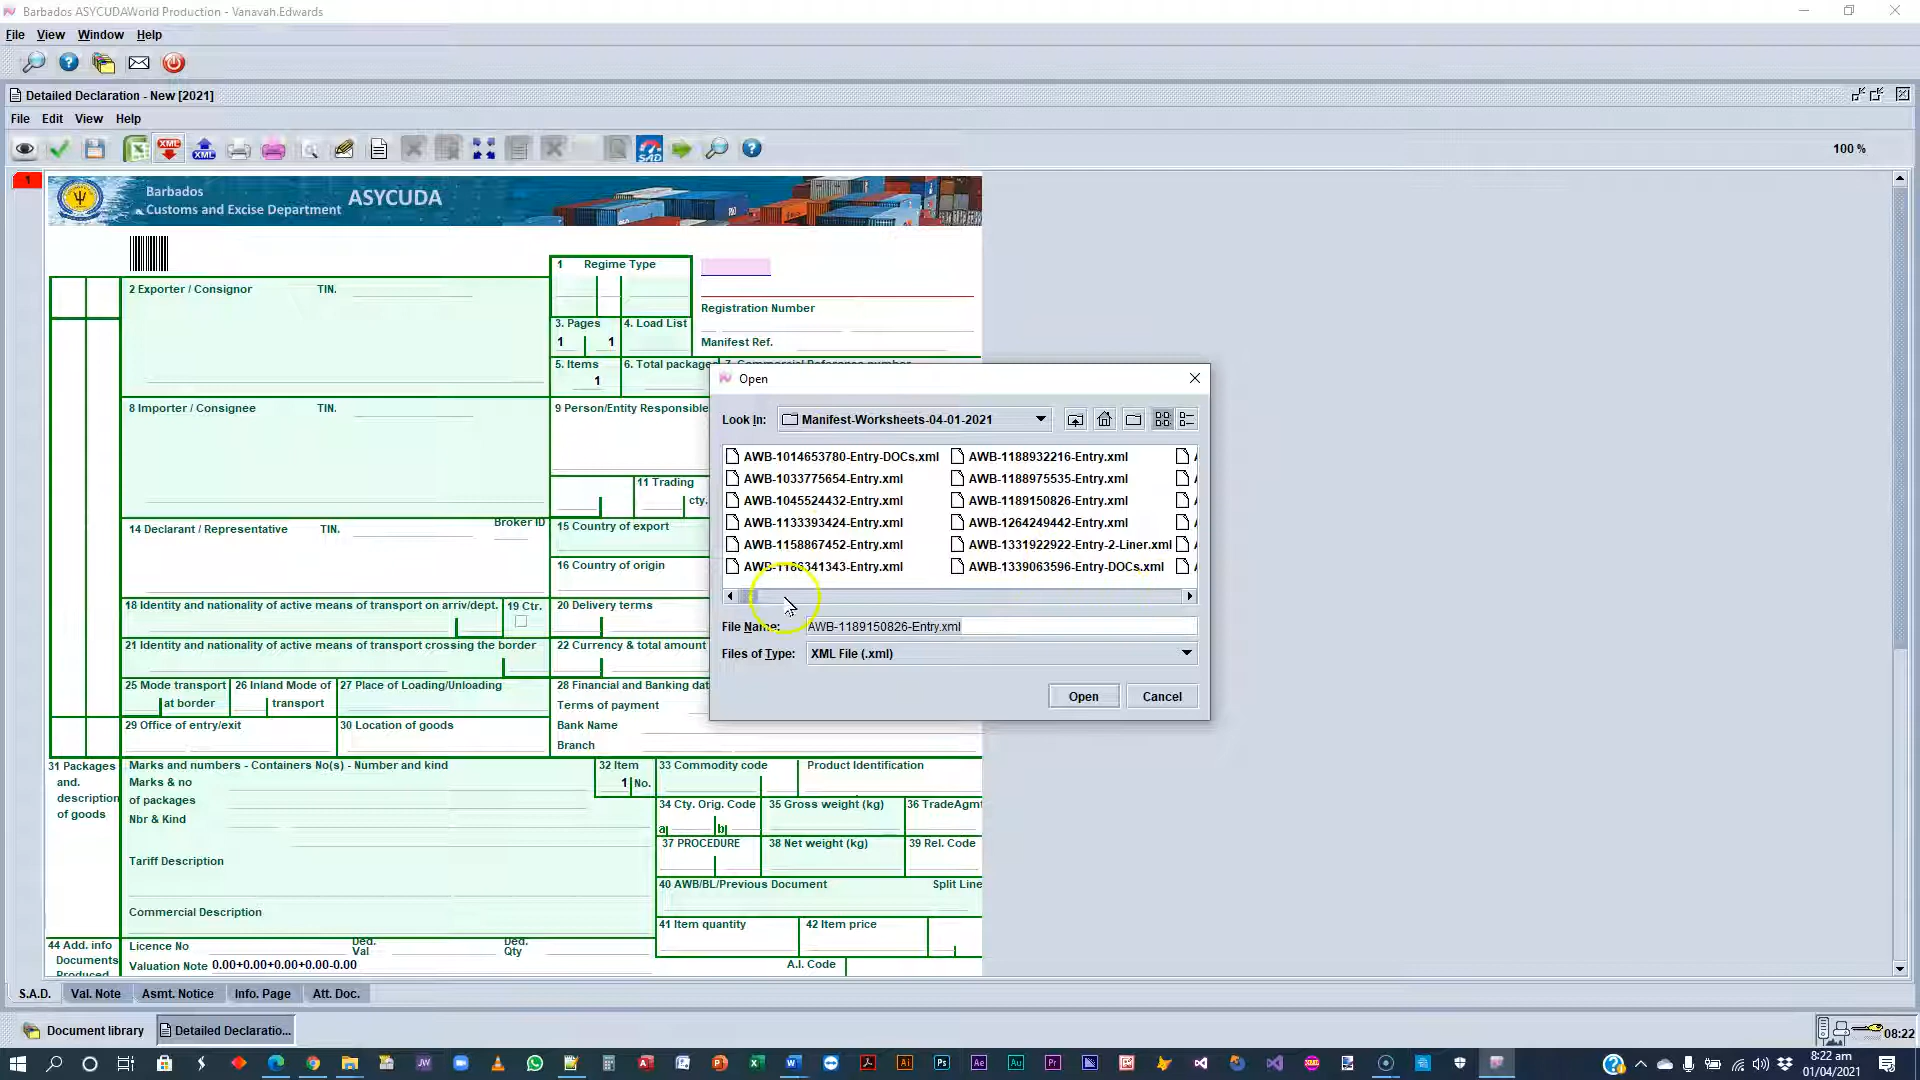 Barbados ASYCUDAWorld Production - Vanavah.Edwards
File View Window Help
Detailed Declaration - New [2021]
File Edit View Help
XML XML SAD 100 %
1
Barbados
Customs and Excise Department ASYCUDA
1 Regime Type
2 Exporter / Consignor TIN.
Registration Number
3. Pages 4. Load List
1 1
Manifest Ref.
5. Items 6. Total packages 7. Commercial Reference number
1
8 Importer / Consignee TIN.
9 Person/Entity Responsible
11 Trading
cty.
14 Declarant / Representative TIN. Broker ID
15 Country of export
16 Country of origin
18 Identity and nationality of active means of transport on arriv/dept. 19 Ctr.
20 Delivery terms
21 Identity and nationality of active means of transport crossing the border
22 Currency & total amount
25 Mode transport at border
26 Inland Mode of transport
27 Place of Loading/Unloading
28 Financial and Banking dat
Terms of payment
Bank Name
Branch
29 Office of entry/exit
30 Location of goods
31 Packages
and.
description
of goods
Marks and numbers - Containers No(s) - Number and kind
Marks & no
of packages
Nbr & Kind
Tariff Description
Commercial Description
32 Item
1 No.
33 Commodity code
Product Identification
34 Cty. Orig. Code
a| b|
35 Gross weight (kg)
36 TradeAgmt
37 PROCEDURE
38 Net weight (kg)
39 Rel. Code
40 AWB/BL/Previous Document Split Line
41 Item quantity
42 Item price
44 Add. info
Documents
Produced
Licence No Ded. Val Ded. Qty
Valuation Note 0.00+0.00+0.00+0.00-0.00
A.I. Code
Open
Look In: Manifest-Worksheets-04-01-2021
AWB-1014653780-Entry-DOCs.xml AWB-1188932216-Entry.xml
AWB-1033775654-Entry.xml AWB-1188975535-Entry.xml
AWB-1045524432-Entry.xml AWB-1189150826-Entry.xml
AWB-1133393424-Entry.xml AWB-1264249442-Entry.xml
AWB-1158867452-Entry.xml AWB-1331922922-Entry-2-Liner.xml
AWB-1186341343-Entry.xml AWB-1339063596-Entry-DOCs.xml
File Name: AWB-1189150826-Entry.xml
Files of Type: XML File (.xml)
Open Cancel
S.A.D. Val. Note Asmt. Notice Info. Page Att. Doc.
Document library Detailed Declaratio...
08:22
8:22 am
01/04/2021